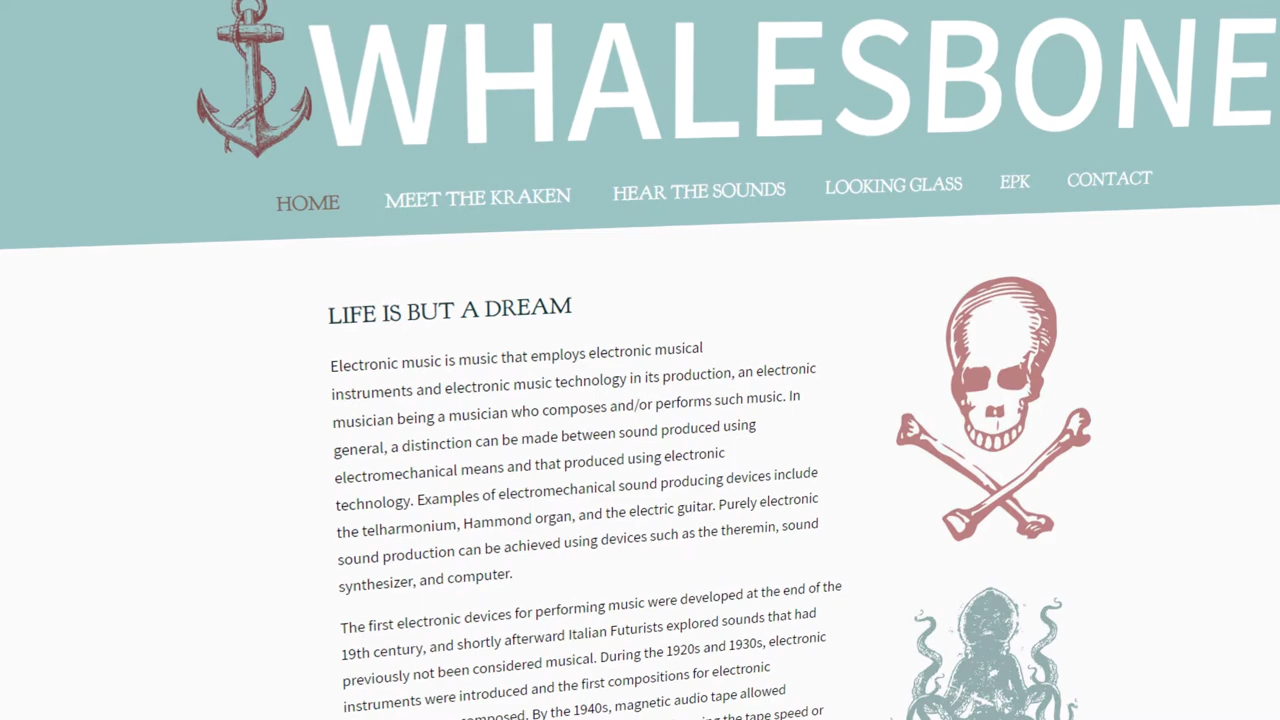 WHALESBONE
HOME MEET THE KRAKEN HEAR THE SOUNDS LOOKING GLASS EPK CONTACT
LIFE IS BUT A DREAM
Electronic music is music that employs electronic musical
instruments and electronic music technology in its production, an electronic
musician being a musician who composes and/or performs such music. In
general, a distinction can be made between sound produced using
electromechanical means and that produced using electronic
technology. Examples of electromechanical sound producing devices include
the telharmonium, Hammond organ, and the electric guitar. Purely electronic
sound production can be achieved using devices such as the theremin, sound
synthesizer, and computer.
The first electronic devices for performing music were developed at the end of the
19th century, and shortly afterward Italian Futurists explored sounds that had
previously not been considered musical. During the 1920s and 1930s, electronic
instruments were introduced and the first compositions for electronic
composed. By the 1940s, magnetic audio tape allowed
the tape speed or